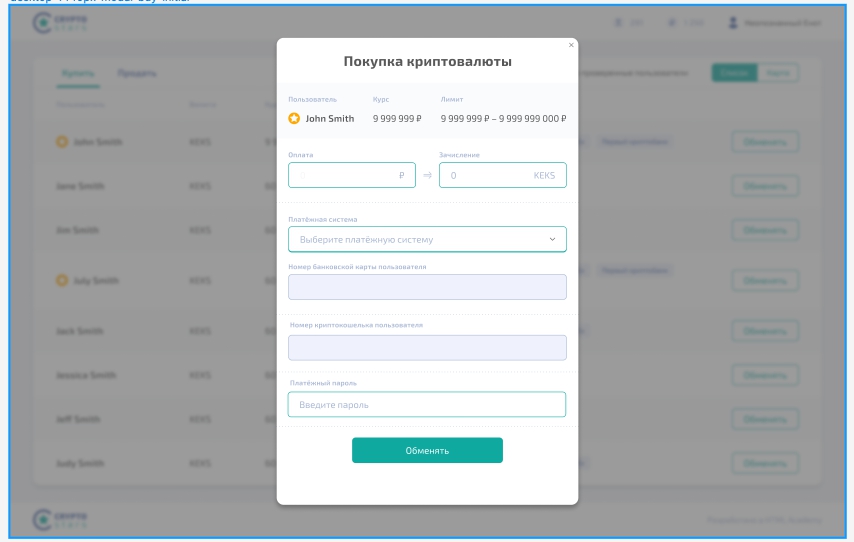 CRYPTO
Купить Продать
×
Покупка криптовалюты
Пользователь Курс Лимит
John Smith 9 999 999 ₽ 9 999 999 ₽ – 9 999 999 000 ₽
Оплата Зачисление
₽ 0 KEKS
Платёжная система
Выберите платёжную систему
Номер банковской карты пользователя
Номер криптокошелька пользователя
Платёжный пароль
Введите пароль
Обменять
John Smith KEKS Обменять
Jane Smith KEKS Обменять
Jim Smith KEKS Обменять
July Smith KEKS Обменять
Jack Smith KEKS Обменять
Jessica Smith KEKS Обменять
Jeff Smith KEKS Обменять
Judy Smith KEKS Обменять
CRYPTO